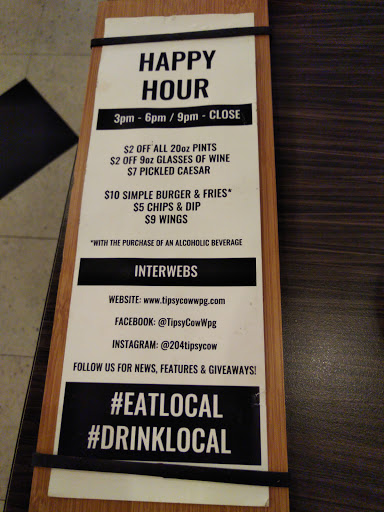 HAPPY
HOUR
3pm - 6pm / 9pm - CLOSE
$2 OFF ALL 20oz PINTS
$2 OFF 9oz GLASSES OF WINE
$7 PICKLED CAESAR
$10 SIMPLE BURGER & FRIES*
$5 CHIPS & DIP
$9 WINGS
*WITH THE PURCHASE OF AN ALCOHOLIC BEVERAGE
INTERWEBS
WEBSITE: www.tipsycowwpg.com
FACEBOOK: @TipsyCowWpg
INSTAGRAM: @204tipsycow
FOLLOW US FOR NEWS, FEATURES & GIVEAWAYS!
#EATLOCAL
#DRINKLOCAL